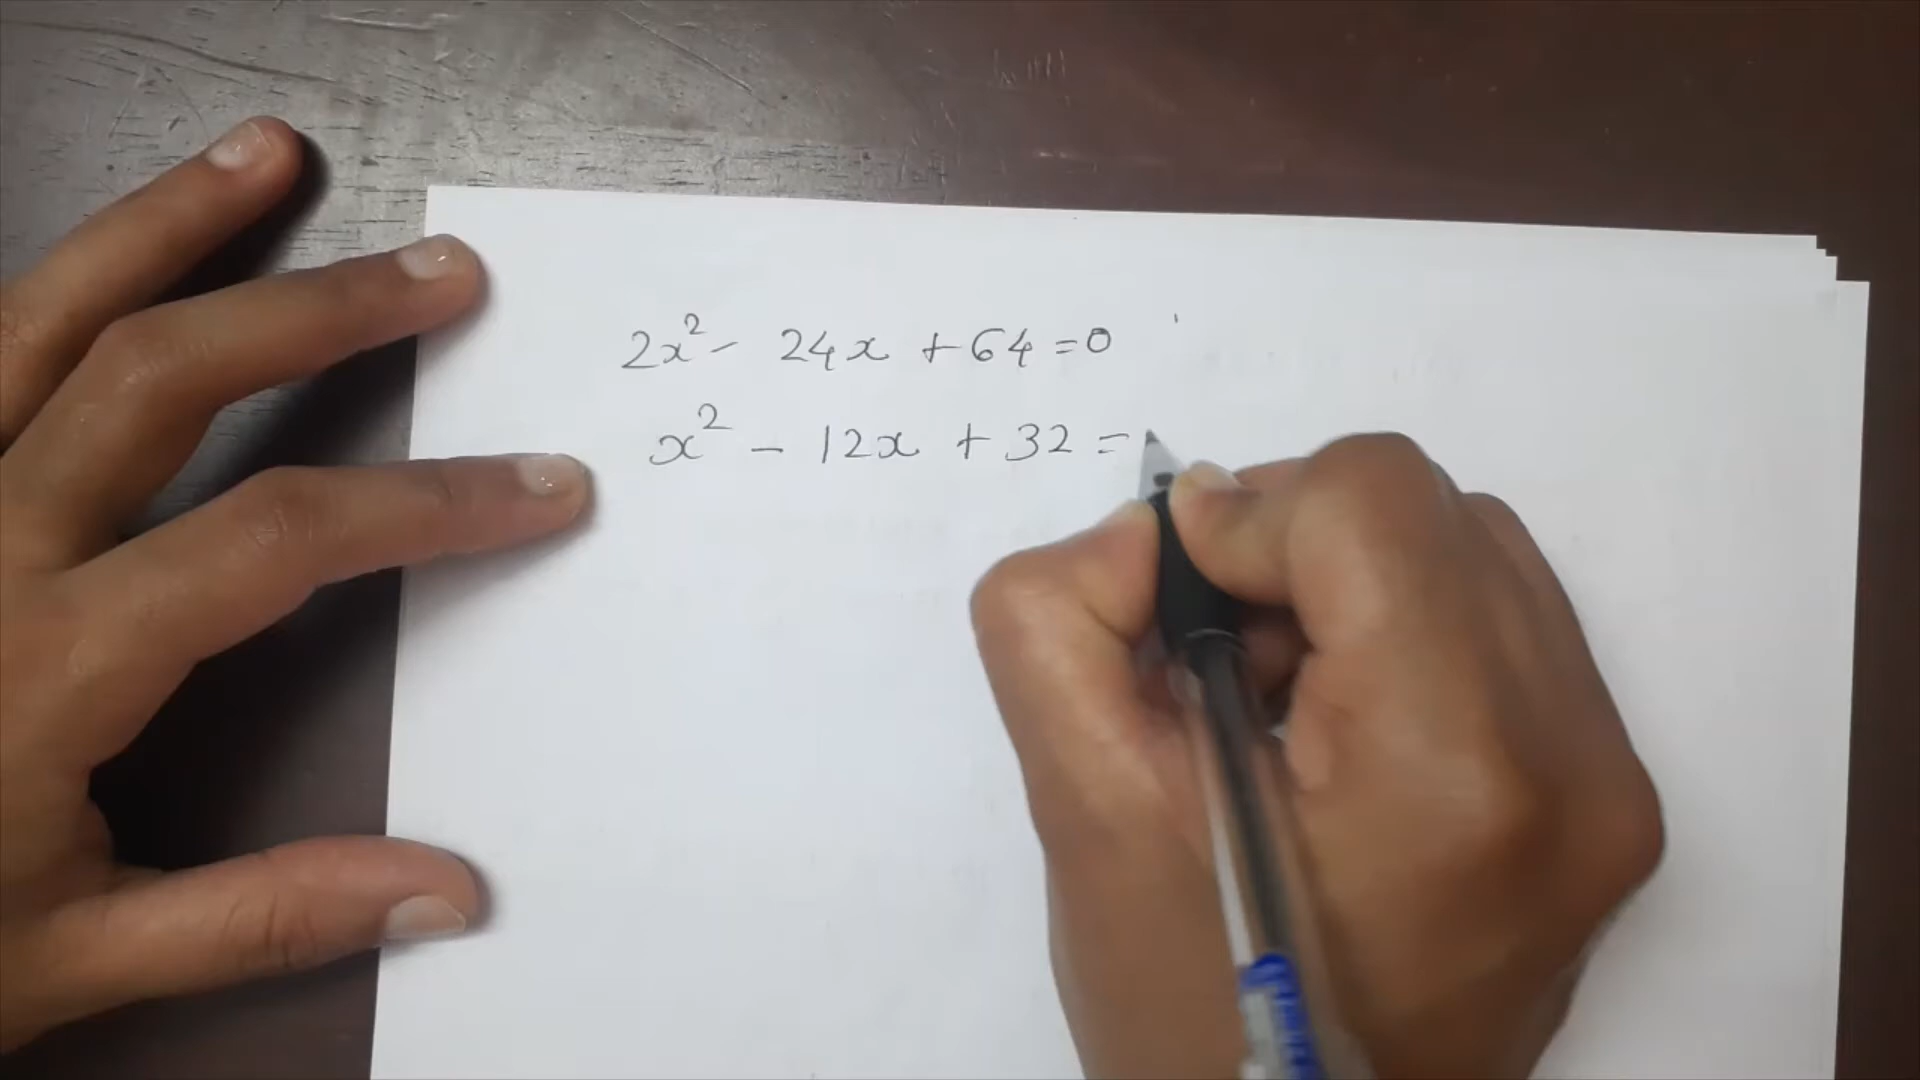 2x² - 24x + 64 = 0
x² - 12x + 32 =